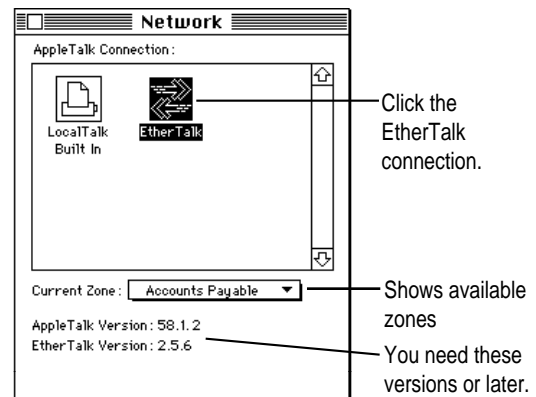 Network
AppleTalk Connection:
LocalTalk
Built In
EtherTalk
Click the
EtherTalk
connection.
Current Zone: Accounts Payable
Shows available
zones
AppleTalk Version: 58.1.2
EtherTalk Version: 2.5.6
You need these
versions or later.